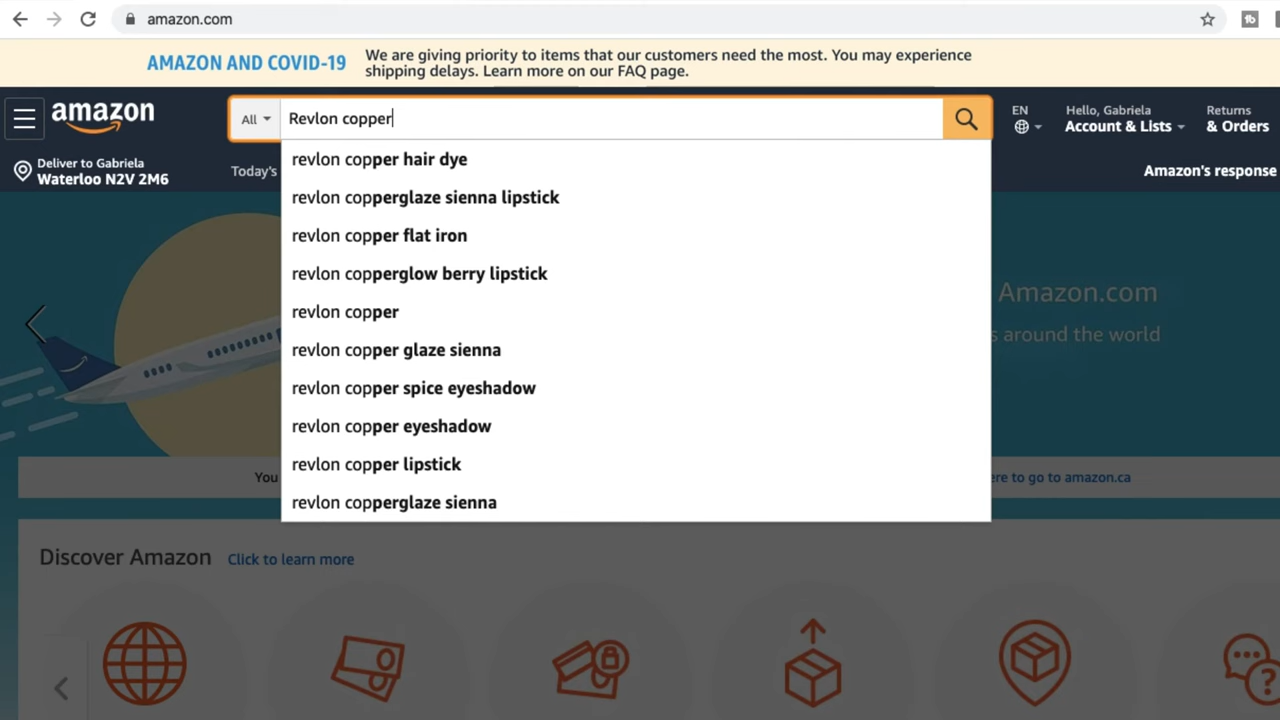 amazon.com
AMAZON AND COVID-19
We are giving priority to items that our customers need the most. You may experience
shipping delays. Learn more on our FAQ page.
amazon
All
Revlon copper
EN
Hello, Gabriela
Account & Lists
Returns
& Orders
Deliver to Gabriela
Waterloo N2V 2M6
Today's
Amazon's response
revlon copper hair dye
revlon copperglaze sienna lipstick
revlon copper flat iron
revlon copperglow berry lipstick
revlon copper
revlon copper glaze sienna
revlon copper spice eyeshadow
revlon copper eyeshadow
revlon copper lipstick
revlon copperglaze sienna
Amazon.com
s around the world
You
ere to go to amazon.ca
Discover Amazon
Click to learn more